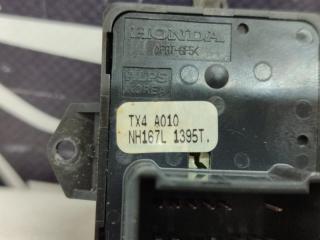 HONDA
ALPS
KOREA
TX4 A010
NH167L 1395T.